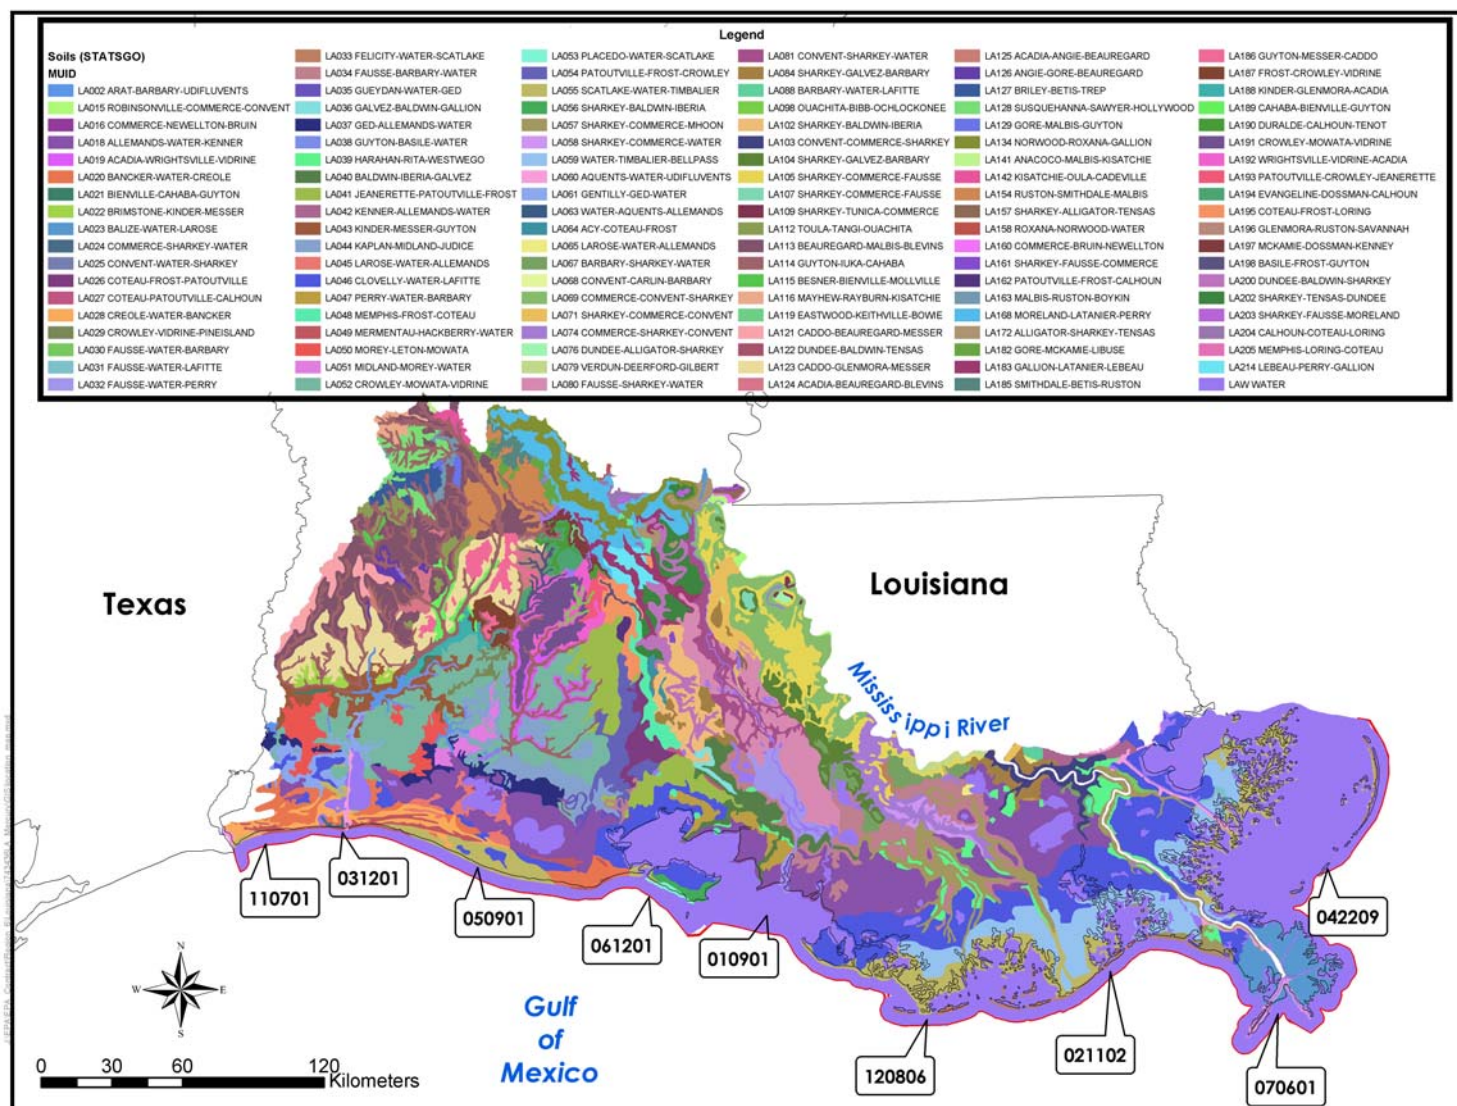 Legend
Soils (STATSGO)
MUID
LA002 ARAT-BARBARY-UDIFLUVENTS
LA015 ROBINSONVILLE-COMMERCE-CONVENT
LA016 COMMERCE-NEWELLTON-BRUIN
LA018 ALLEMANDS-WATER-KENNER
LA019 ACADIA-WRIGHTSVILLE-VIDRINE
LA020 BANCKER-WATER-CREOLE
LA021 BIENVILLE-CAHABA-GUYTON
LA022 BRIMSTONE-KINDER-MESSER
LA023 BALIZE-WATER-LAROSE
LA024 COMMERCE-SHARKEY-WATER
LA025 CONVENT-WATER-SHARKEY
LA026 COTEAU-FROST-PATOUTVILLE
LA027 COTEAU-PATOUTVILLE-CALHOUN
LA028 CREOLE-WATER-BANCKER
LA029 CROWLEY-VIDRINE-PINEISLAND
LA030 FAUSSE-WATER-BARBARY
LA031 FAUSSE-WATER-LAFITTE
LA032 FAUSSE-WATER-PERRY
LA033 FELICITY-WATER-SCATLAKE
LA034 FAUSSE-BARBARY-WATER
LA035 GUEYDAN-WATER-GED
LA036 GALVEZ-BALDWIN-GALLION
LA037 GED-ALLEMANDS-WATER
LA038 GUYTON-BASILE-WATER
LA039 HARAHAN-RITA-WESTWEGO
LA040 BALDWIN-IBERIA-GALVEZ
LA041 JEANERETTE-PATOUTVILLE-FROST
LA042 KENNER-ALLEMANDS-WATER
LA043 KINDER-MESSER-GUYTON
LA044 KAPLAN-MIDLAND-JUDICE
LA045 LAROSE-WATER-ALLEMANDS
LA046 CLOVELLY-WATER-LAFITTE
LA047 PERRY-WATER-BARBARY
LA048 MEMPHIS-FROST-COTEAU
LA049 MERMENTAU-HACKBERRY-WATER
LA050 MOREY-LETON-MOWATA
LA051 MIDLAND-MOREY-WATER
LA052 CROWLEY-MOWATA-VIDRINE
LA053 PLACEDO-WATER-SCATLAKE
LA054 PATOUTVILLE-FROST-CROWLEY
LA055 SCATLAKE-WATER-TIMBALIER
LA056 SHARKEY-BALDWIN-IBERIA
LA057 SHARKEY-COMMERCE-MHOON
LA058 SHARKEY-COMMERCE-WATER
LA059 WATER-TIMBALIER-BELLPASS
LA060 AQUENTS-WATER-UDIFLUVENTS
LA061 GENTILLY-GED-WATER
LA063 WATER-AQUENTS-ALLEMANDS
LA064 ACY-COTEAU-FROST
LA065 LAROSE-WATER-ALLEMANDS
LA067 BARBARY-SHARKEY-WATER
LA068 CONVENT-CARLIN-BARBARY
LA069 COMMERCE-CONVENT-SHARKEY
LA071 SHARKEY-COMMERCE-CONVENT
LA074 COMMERCE-SHARKEY-CONVENT
LA076 DUNDEE-ALLIGATOR-SHARKEY
LA079 VERDUN-DEERFORD-GILBERT
LA080 FAUSSE-SHARKEY-WATER
LA081 CONVENT-SHARKEY-WATER
LA084 SHARKEY-GALVEZ-BARBARY
LA088 BARBARY-WATER-LAFITTE
LA098 OUACHITA-BIBB-OCHLOCKONEE
LA102 SHARKEY-BALDWIN-IBERIA
LA103 CONVENT-COMMERCE-SHARKEY
LA104 SHARKEY-GALVEZ-BARBARY
LA105 SHARKEY-COMMERCE-FAUSSE
LA107 SHARKEY-COMMERCE-FAUSSE
LA109 SHARKEY-TUNICA-COMMERCE
LA112 TOULA-TANGI-OUACHITA
LA113 BEAUREGARD-MALBIS-BLEVINS
LA114 GUYTON-IUKA-CAHABA
LA115 BESNER-BIENVILLE-MOLLVILLE
LA116 MAYHEW-RAYBURN-KISATCHIE
LA119 EASTWOOD-KEITHVILLE-BOWIE
LA121 CADDO-BEAUREGARD-MESSER
LA122 DUNDEE-BALDWIN-TENSAS
LA123 CADDO-GLENMORA-MESSER
LA124 ACADIA-BEAUREGARD-BLEVINS
LA125 ACADIA-ANGIE-BEAUREGARD
LA126 ANGIE-GORE-BEAUREGARD
LA127 BRILEY-BETIS-TREP
LA128 SUSQUEHANNA-SAWYER-HOLLYWOOD
LA129 GORE-MALBIS-GUYTON
LA134 NORWOOD-ROXANA-GALLION
LA141 ANACOCO-MALBIS-KISATCHIE
LA142 KISATCHIE-OULA-CADEVILLE
LA154 RUSTON-SMITHDALE-MALBIS
LA157 SHARKEY-ALLIGATOR-TENSAS
LA158 ROXANA-NORWOOD-WATER
LA160 COMMERCE-BRUIN-NEWELLTON
LA161 SHARKEY-FAUSSE-COMMERCE
LA162 PATOUTVILLE-FROST-CALHOUN
LA163 MALBIS-RUSTON-BOYKIN
LA168 MORELAND-LATANIER-PERRY
LA172 ALLIGATOR-SHARKEY-TENSAS
LA182 GORE-MCKAMIE-LIBUSE
LA183 GALLION-LATANIER-LEBEAU
LA185 SMITHDALE-BETIS-RUSTON
LA186 GUYTON-MESSER-CADDO
LA187 FROST-CROWLEY-VIDRINE
LA188 KINDER-GLENMORA-ACADIA
LA189 CAHABA-BIENVILLE-GUYTON
LA190 DURALDE-CALHOUN-TENOT
LA191 CROWLEY-MOWATA-VIDRINE
LA192 WRIGHTSVILLE-VIDRINE-ACADIA
LA193 PATOUTVILLE-CROWLEY-JEANERETTE
LA194 EVANGELINE-DOSSMAN-CALHOUN
LA195 COTEAU-FROST-LORING
LA196 GLENMORA-RUSTON-SAVANNAH
LA197 MCKAMIE-DOSSMAN-KENNEY
LA198 BASILE-FROST-GUYTON
LA200 DUNDEE-BALDWIN-SHARKEY
LA202 SHARKEY-TENSAS-DUNDEE
LA203 SHARKEY-FAUSSE-MORELAND
LA204 CALHOUN-COTEAU-LORING
LA205 MEMPHIS-LORING-COTEAU
LA214 LEBEAU-PERRY-GALLION
LAW WATER
Texas
Louisiana
Mississippi River
110701
031201
050901
061201
010901
042209
120806
021102
070601
Gulf
of
Mexico
N
W
E
S
0 30 60 120
Kilometers